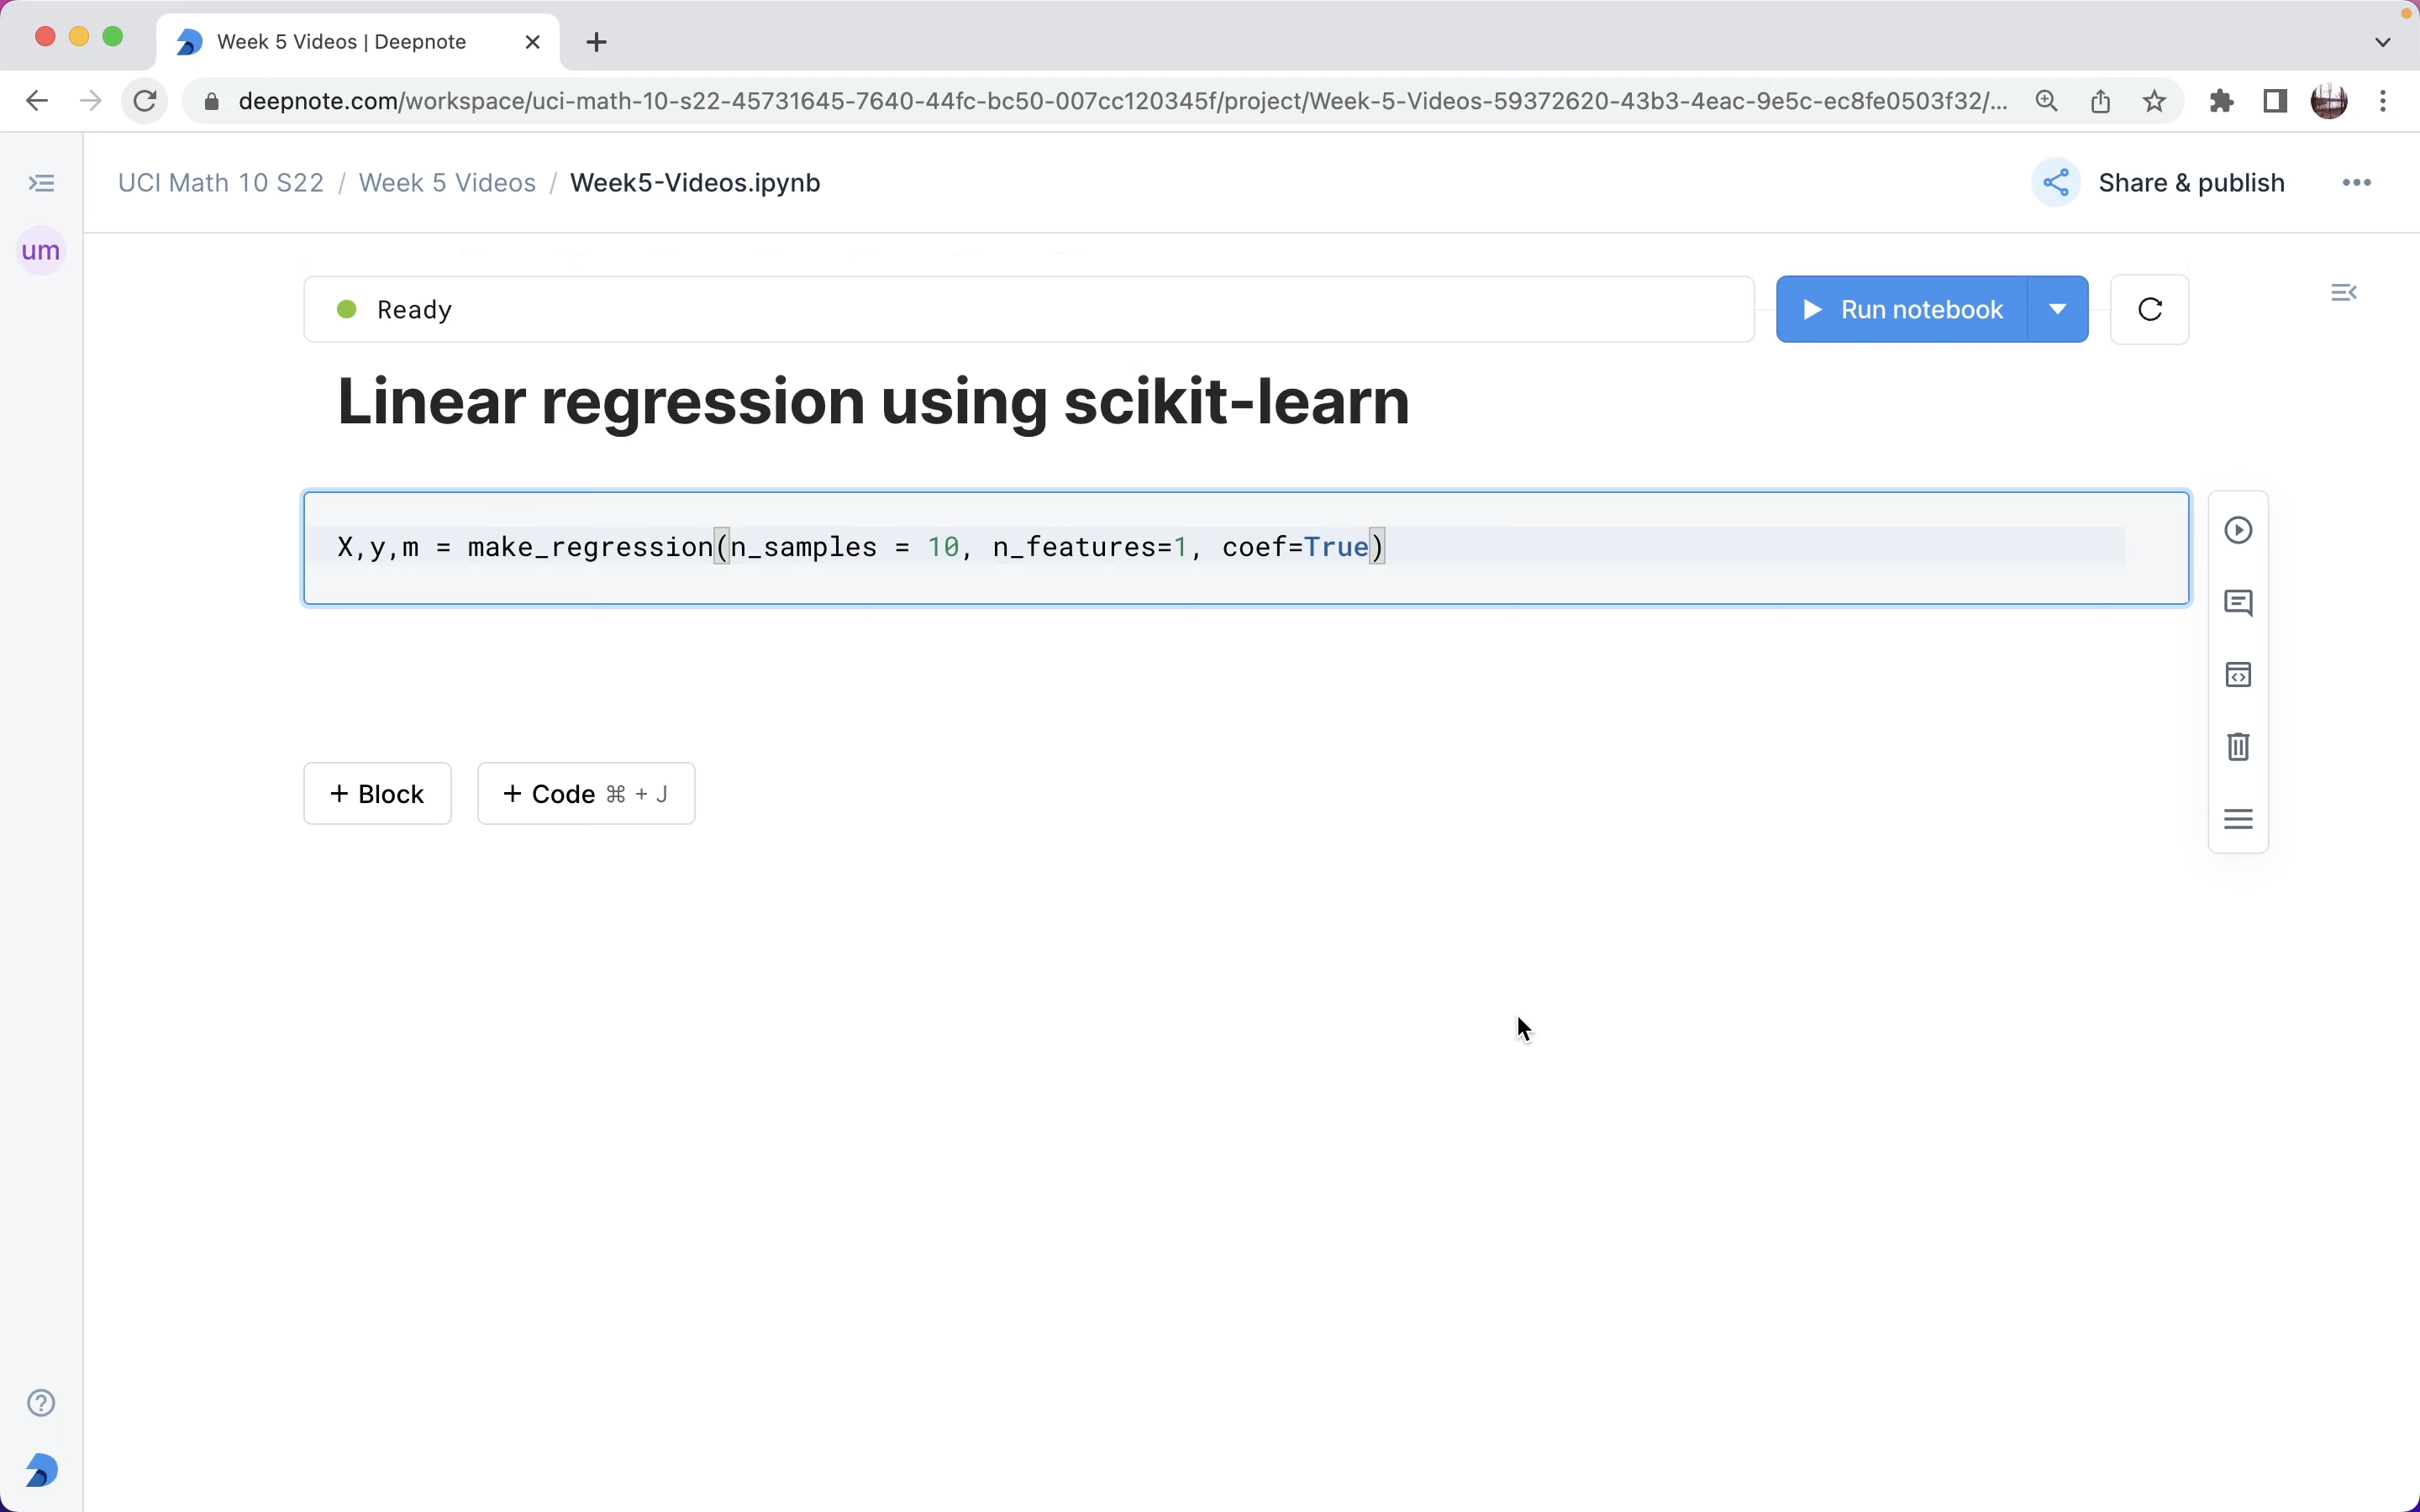 Week 5 Videos | Deepnote
deepnote.com/workspace/uci-math-10-s22-45731645-7640-44fc-bc50-007cc120345f/project/Week-5-Videos-59372620-43b3-4eac-9e5c-ec8fe0503f32/...
UCI Math 10 S22 / Week 5 Videos / Week5-Videos.ipynb
Share & publish
um
Ready
Run notebook
Linear regression using scikit-learn
X,y,m = make_regression(n_samples = 10, n_features=1, coef=True)
+ Block
+ Code ⌘ + J